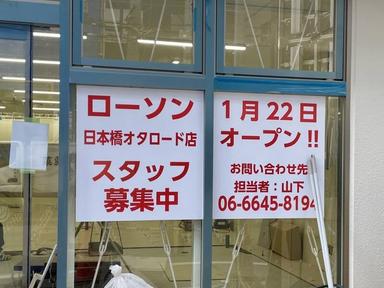 ローソン
日本橋オタロード店
スタッフ
募集中
1月22日
オープン!!
お問い合わせ先
担当者：山下
06-6645-8194